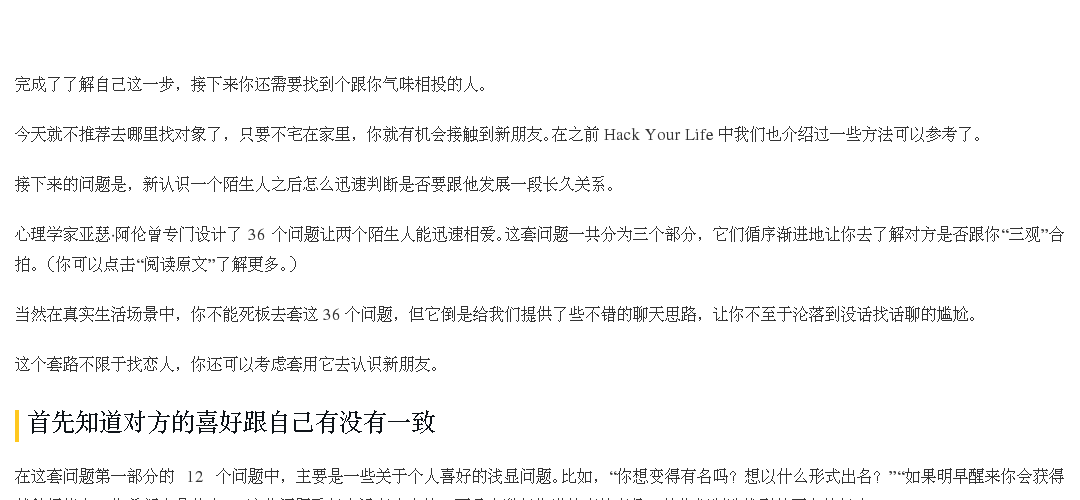 完成了了解自己这一步，接下来你还需要找到个跟你气味相投的人。
今天就不推荐去哪里找对象了，只要不宅在家里，你就有机会接触到新朋友。在之前 Hack Your Life 中我们也介绍过一些方法可以参考了。
接下来的问题是，新认识一个陌生人之后怎么迅速判断是否要跟他发展一段长久关系。
心理学家亚瑟·阿伦曾专门设计了 36 个问题让两个陌生人能迅速相爱。这套问题一共分为三个部分，它们循序渐进地让你去了解对方是否跟你“三观”合
拍。（你可以点击“阅读原文”了解更多。）
当然在真实生活场景中，你不能死板去套这 36 个问题，但它倒是给我们提供了些不错的聊天思路，让你不至于沦落到没话找话聊的尴尬。
这个套路不限于找恋人，你还可以考虑套用它去认识新朋友。
首先知道对方的喜好跟自己有没有一致
在这套问题第一部分的 12 个问题中，主要是一些关于个人喜好的浅显问题。比如，“你想变得有名吗？想以什么形式出名？”“如果明早醒来你会获得